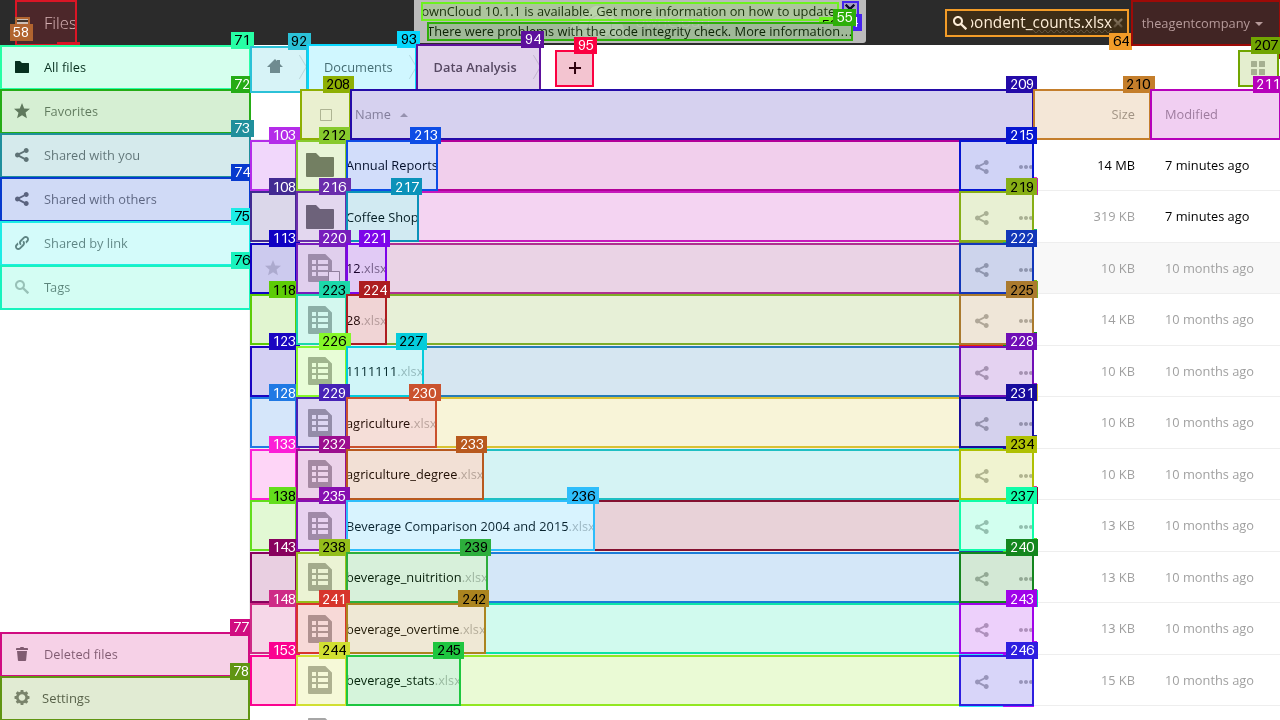 Files
ownCloud 10.1.1 is available. Get more information on how to update
There were problems with the code integrity check. More information…
pondent_counts.xlsx
theagentcompany
58
55
64
71
All files
72
Favorites
73
Shared with you
74
Shared with others
75
Shared by link
76
Tags
77
Deleted files
78
Settings
92
93
Documents
94
Data Analysis
95
+
207
208
209
Name
210
Size
211
Modified
103
212
213
215
Annual Reports
14 MB
7 minutes ago
108
216
217
219
Coffee Shop
319 KB
7 minutes ago
113
220
221
222
12.xlsx
10 KB
10 months ago
118
223
224
225
28.xlsx
14 KB
10 months ago
123
226
227
228
1111111.xlsx
10 KB
10 months ago
128
229
230
231
agriculture.xlsx
10 KB
10 months ago
133
232
233
234
agriculture_degree.xlsx
10 KB
10 months ago
138
235
236
237
Beverage Comparison 2004 and 2015.xlsx
13 KB
10 months ago
143
238
239
240
beverage_nuitrition.xlsx
13 KB
10 months ago
148
241
242
243
beverage_overtime.xlsx
13 KB
10 months ago
153
244
245
246
beverage_stats.xlsx
15 KB
10 months ago